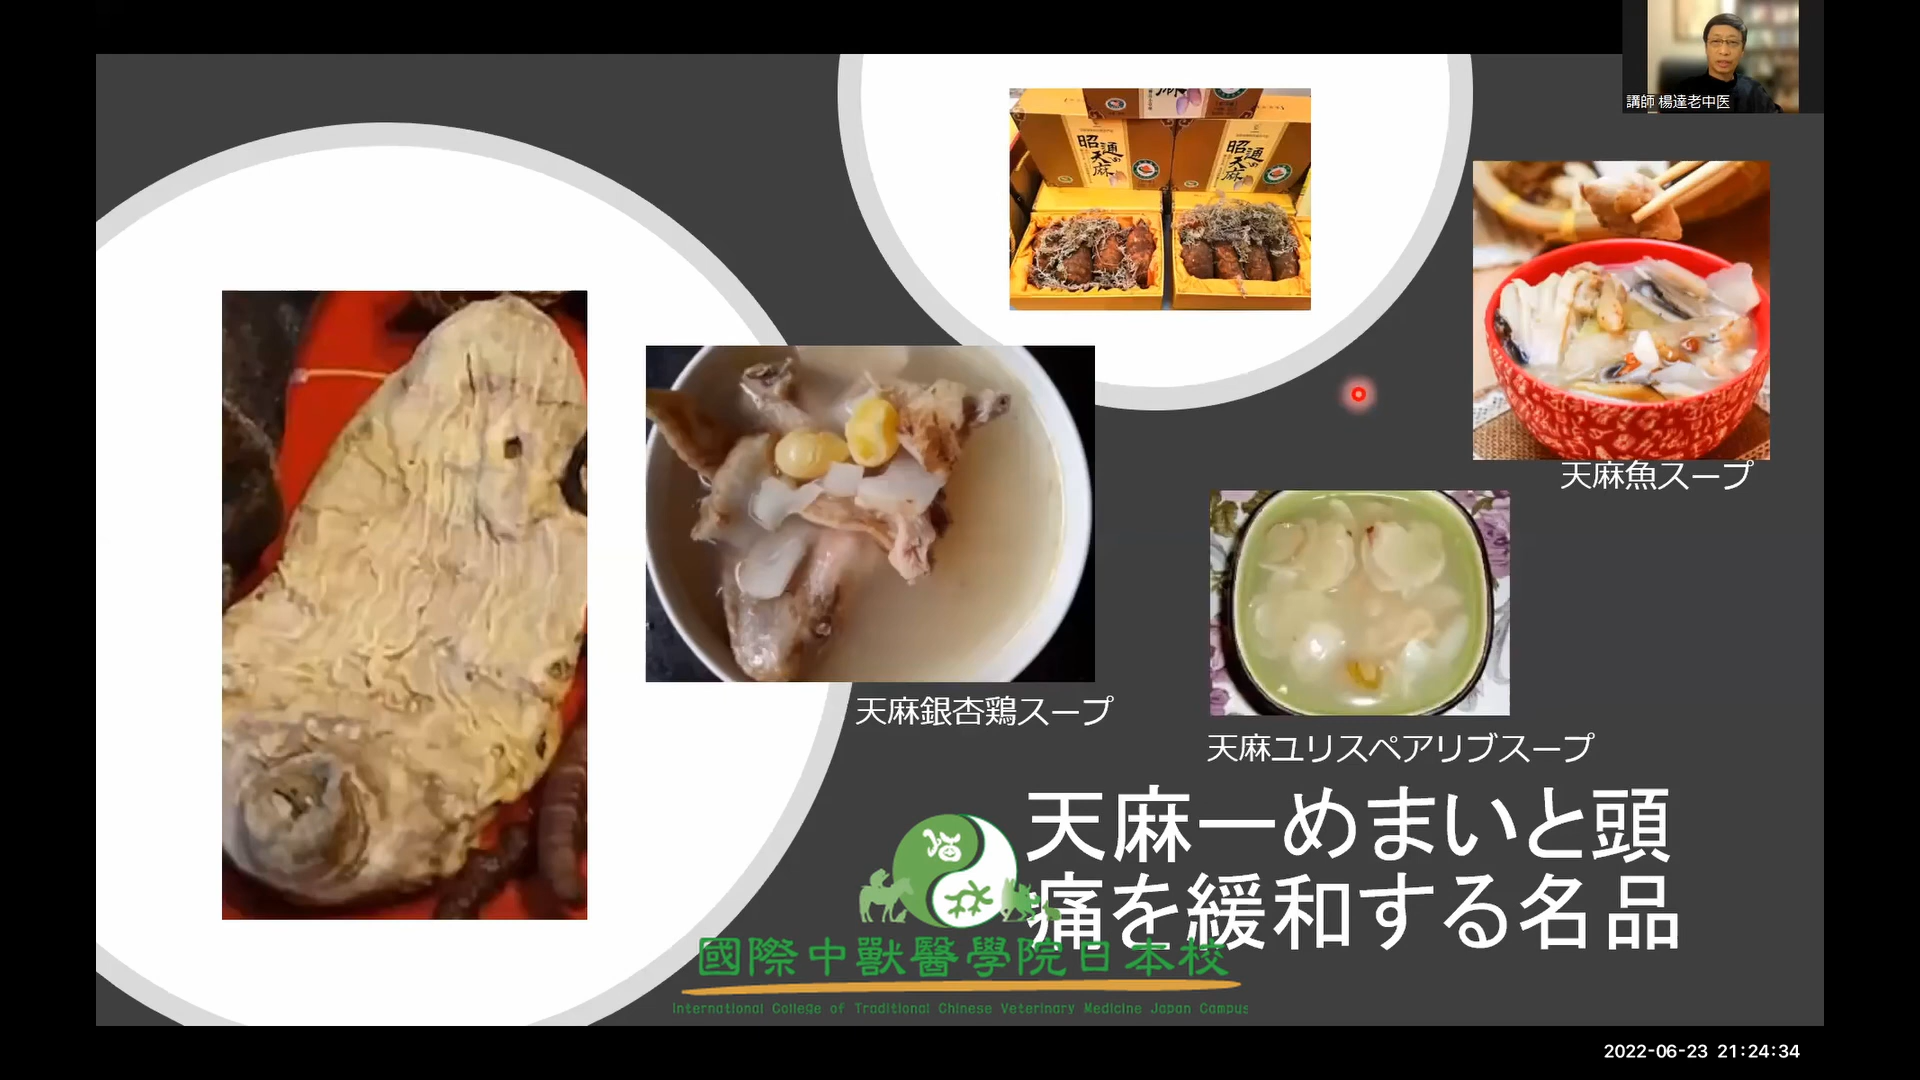 講師 楊達老中医
昭通の天麻
昭通の天麻
天麻魚スープ
天麻銀杏鶏スープ
天麻ユリスペアリブスープ
天麻―めまいと頭
痛を緩和する名品
國際中獸醫學院日本校
International College of Traditional Chinese Veterinary Medicine Japan Campus
2022-06-23 21:24:34